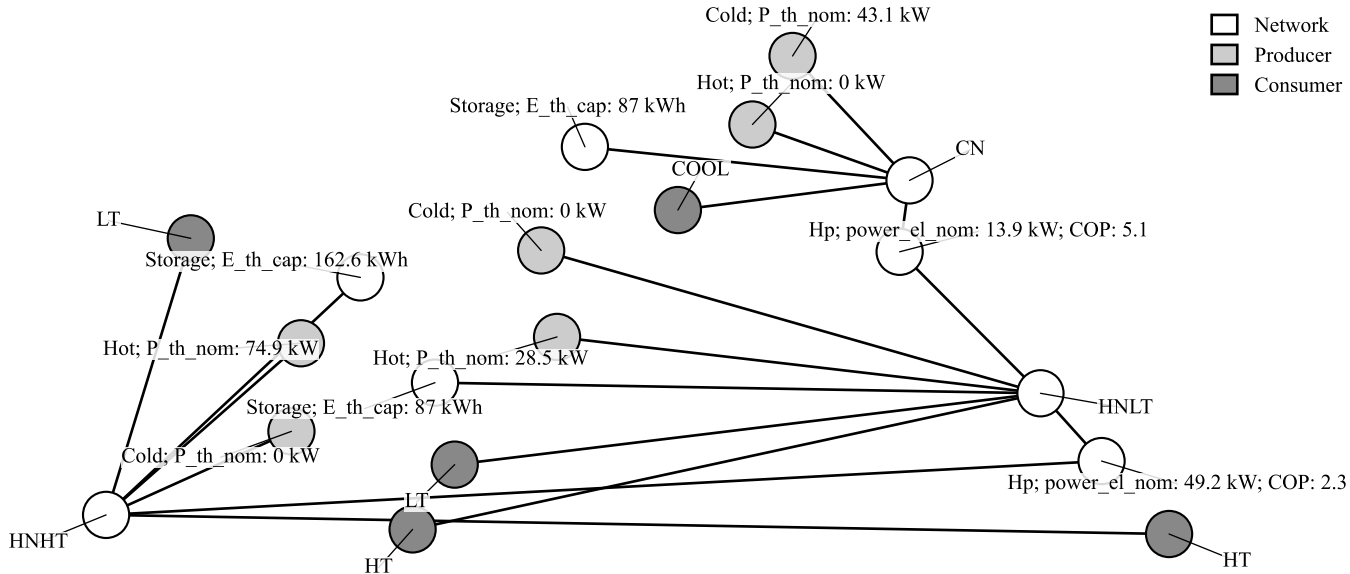 Cold; P_th_nom: 43.1 kW
Network
Producer
Consumer
Hot; P_th_nom: 0 kW
Storage; E_th_cap: 87 kWh
CN
COOL
Cold; P_th_nom: 0 kW
LT
Hp; power_el_nom: 13.9 kW; COP: 5.1
Storage; E_th_cap: 162.6 kWh
Hot; P_th_nom: 74.9 kW
Hot; P_th_nom: 28.5 kW
Storage; E_th_cap: 87 kWh
HNLT
Cold; P_th_nom: 0 kW
Hp; power_el_nom: 49.2 kW; COP: 2.3
LT
HNHT
HT
HT